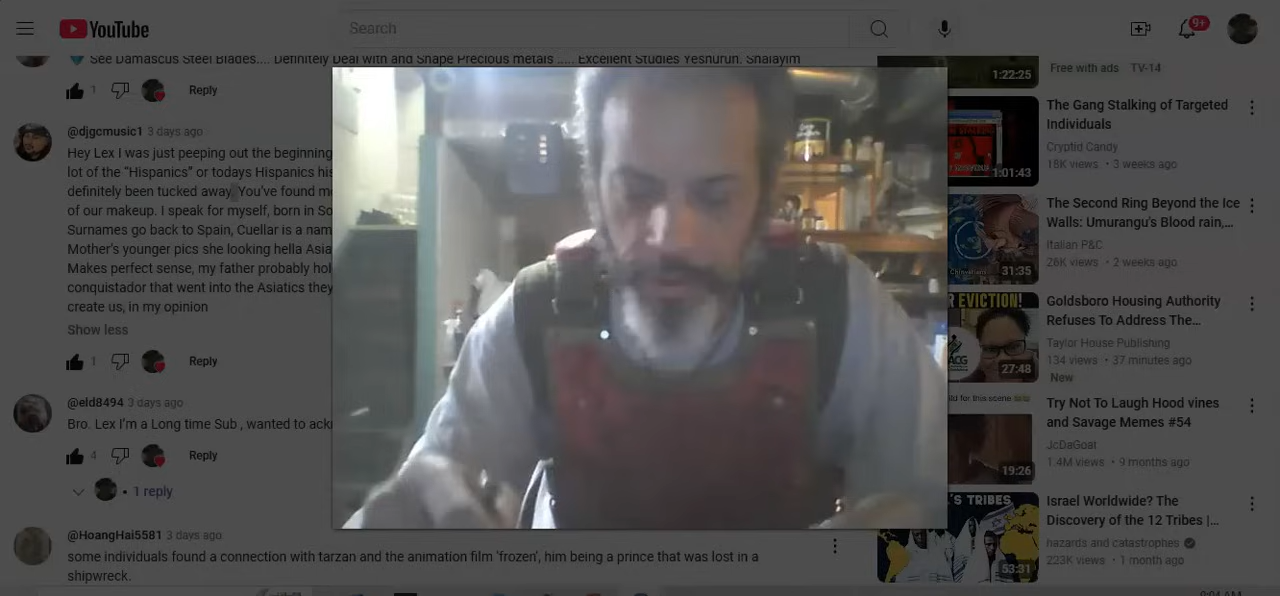 YouTube
Search
9+
See Damascus Steel Blades.... Definitely Deal with and Shape Precious metals ..... Excellent Studies Yeshurun. Shalayim
1
Reply
@djgcmusic1 3 days ago
Hey Lex I was just peeping out the beginning
lot of the “Hispanics” or todays Hispanics his
definitely been tucked away. You've found m
of our makeup. I speak for myself, born in So
Surnames go back to Spain, Cuellar is a nam
Mother's younger pics she looking hella Asia
Makes perfect sense, my father probably hol
conquistador that went into the Asiatics they
create us, in my opinion
Show less
1
Reply
@eld8494 3 days ago
Bro. Lex I'm a Long time Sub , wanted to ack
4
Reply
1 reply
@HoangHai5581 3 days ago
some individuals found a connection with tarzan and the animation film 'frozen', him being a prince that was lost in a
shipwreck.
1:22:25
Free with ads TV-14
1:01:43
The Gang Stalking of Targeted
Individuals
Cryptid Candy
18K views • 3 weeks ago
31:35
The Second Ring Beyond the Ice
Walls: Umurangu's Blood rain,...
Italian P&C
26K views • 2 weeks ago
R EVICTION!
ACG
27:48
Goldsboro Housing Authority
Refuses To Address The...
Taylor House Publishing
134 views • 37 minutes ago
New
ld for this scene
19:26
Try Not To Laugh Hood vines
and Savage Memes #54
JcDaGoat
1.4M views • 9 months ago
'S TRIBES
53:31
Israel Worldwide? The
Discovery of the 12 Tribes |...
hazards and catastrophes
223K views • 1 month ago